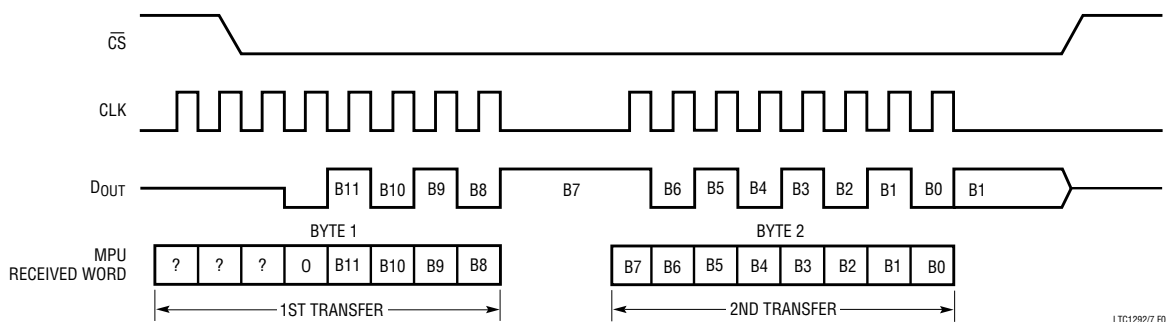 CS
CLK
DOUT B11 B10 B9 B8 B7 B6 B5 B4 B3 B2 B1 B0 B1
BYTE 1 BYTE 2
MPU
RECEIVED WORD
? ? ? O B11 B10 B9 B8 B7 B6 B5 B4 B3 B2 B1 B0
1ST TRANSFER 2ND TRANSFER
LTC1292/7 F0